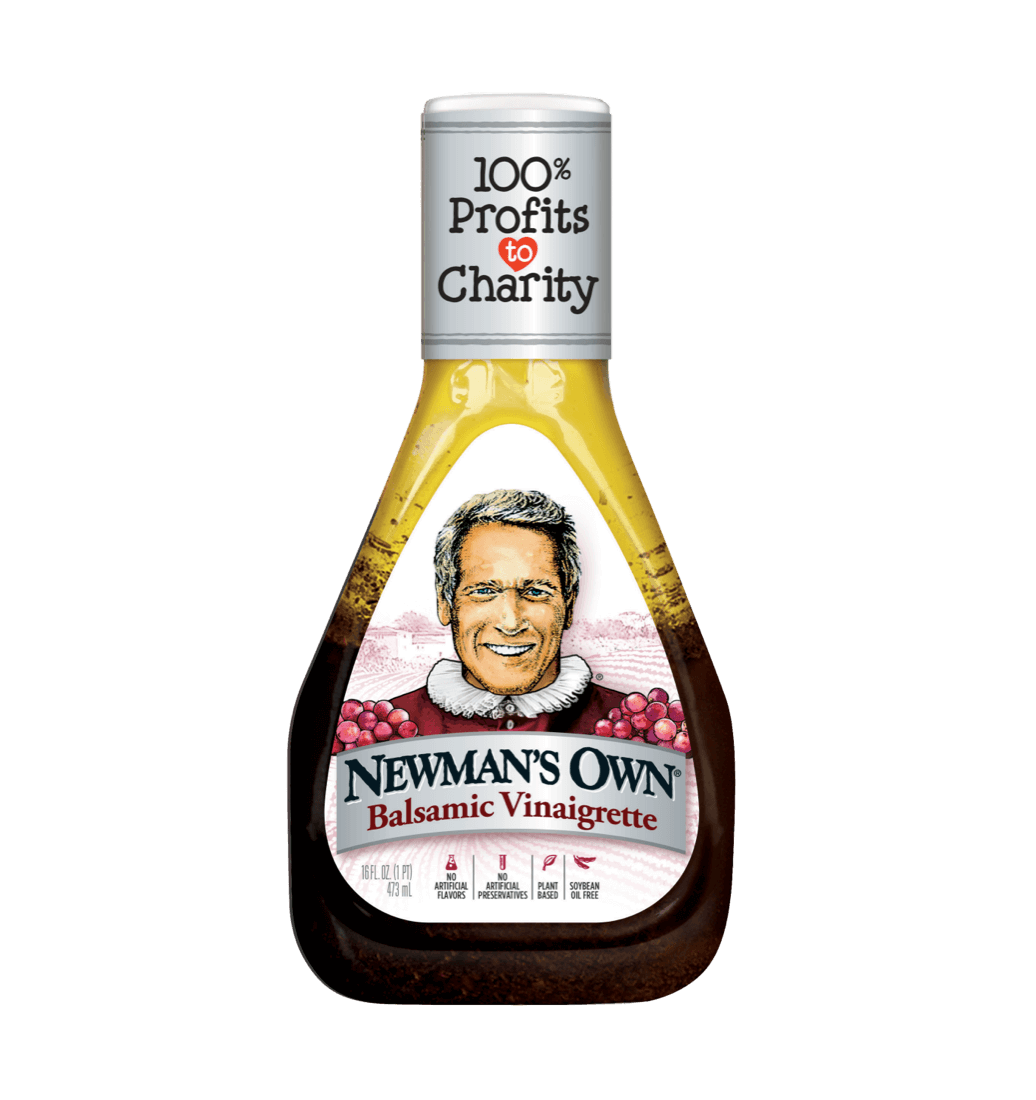 100%
Profits
to
Charity
®
NEWMAN'S OWN®
Balsamic Vinaigrette
16 FL. OZ. (1 PT)
473 mL
NO
ARTIFICIAL
FLAVORS
NO
ARTIFICIAL
PRESERVATIVES
PLANT
BASED
SOYBEAN
OIL FREE